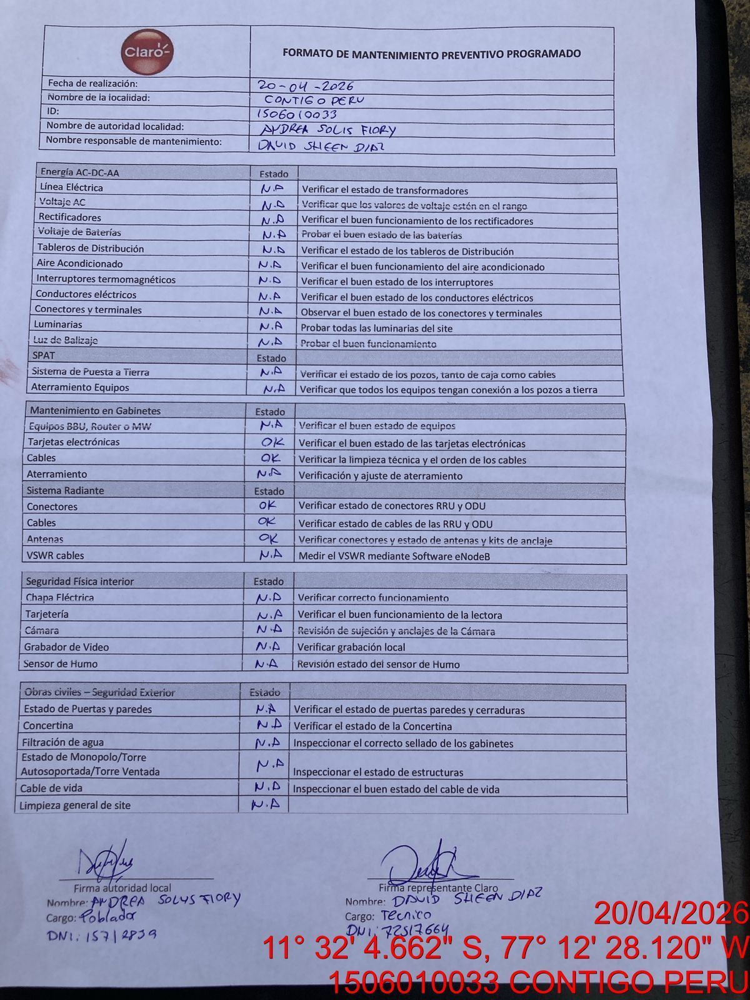 Claro
FORMATO DE MANTENIMIENTO PREVENTIVO PROGRAMADO
Fecha de realización: 20-04-2026
Nombre de la localidad: CONTIGO PERU
ID: 1506010033
Nombre de autoridad localidad: ANDREA SOLIS FIORY
Nombre responsable de mantenimiento: DAVID SHEEN DIAZ
Energía AC-DC-AA Estado
Línea Eléctrica N.A Verificar el estado de transformadores
Voltaje AC N.A Verificar que los valores de voltaje estén en el rango
Rectificadores N.A Verificar el buen funcionamiento de los rectificadores
Voltaje de Baterías N.A Probar el buen estado de las baterías
Tableros de Distribución N.A Verificar el estado de los tableros de Distribución
Aire Acondicionado N.A Verificar el buen funcionamiento del aire acondicionado
Interruptores termomagnéticos N.A Verificar el buen estado de los interruptores
Conductores eléctricos N.A Verificar el buen estado de los conductores eléctricos
Conectores y terminales N.A Observar el buen estado de los conectores y terminales
Luminarias N.A Probar todas las luminarias del site
Luz de Balizaje N.A Probar el buen funcionamiento
SPAT Estado
Sistema de Puesta a Tierra N.A Verificar el estado de los pozos, tanto de caja como cables
Aterramiento Equipos N.A Verificar que todos los equipos tengan conexión a los pozos a tierra
Mantenimiento en Gabinetes Estado
Equipos BBU, Router o MW N.A Verificar el buen estado de equipos
Tarjetas electrónicas OK Verificar el buen estado de las tarjetas electrónicas
Cables OK Verificar la limpieza técnica y el orden de los cables
Aterramiento N.A Verificación y ajuste de aterramiento
Sistema Radiante Estado
Conectores OK Verificar estado de conectores RRU y ODU
Cables OK Verificar estado de cables de las RRU y ODU
Antenas OK Verificar conectores y estado de antenas y kits de anclaje
VSWR cables N.A Medir el VSWR mediante Software eNodeB
Seguridad Física interior Estado
Chapa Eléctrica N.A Verificar correcto funcionamiento
Tarjetería N.A Verificar el buen funcionamiento de la lectora
Cámara N.A Revisión de sujeción y anclajes de la Cámara
Grabador de Video N.A Verificar grabación local
Sensor de Humo N.A Revisión estado del sensor de Humo
Obras civiles – Seguridad Exterior Estado
Estado de Puertas y paredes N.A Verificar el estado de puertas paredes y cerraduras
Concertina N.A Verificar el estado de la Concertina
Filtración de agua N.A Inspeccionar el correcto sellado de los gabinetes
Estado de Monopolo/Torre
Autosoportada/Torre Ventada N.A Inspeccionar el estado de estructuras
Cable de vida N.A Inspeccionar el buen estado del cable de vida
Limpieza general de site N.A
Firma autoridad local
Nombre: ANDREA SOLYS FIORY
Cargo: Poblador
DNI: 15712839
Firma representante Claro
Nombre: DAVID SHEEN DIAZ
Cargo: Tecnico
DNI: 72517664
20/04/2026
11° 32' 4.662" S, 77° 12' 28.120" W
1506010033 CONTIGO PERU